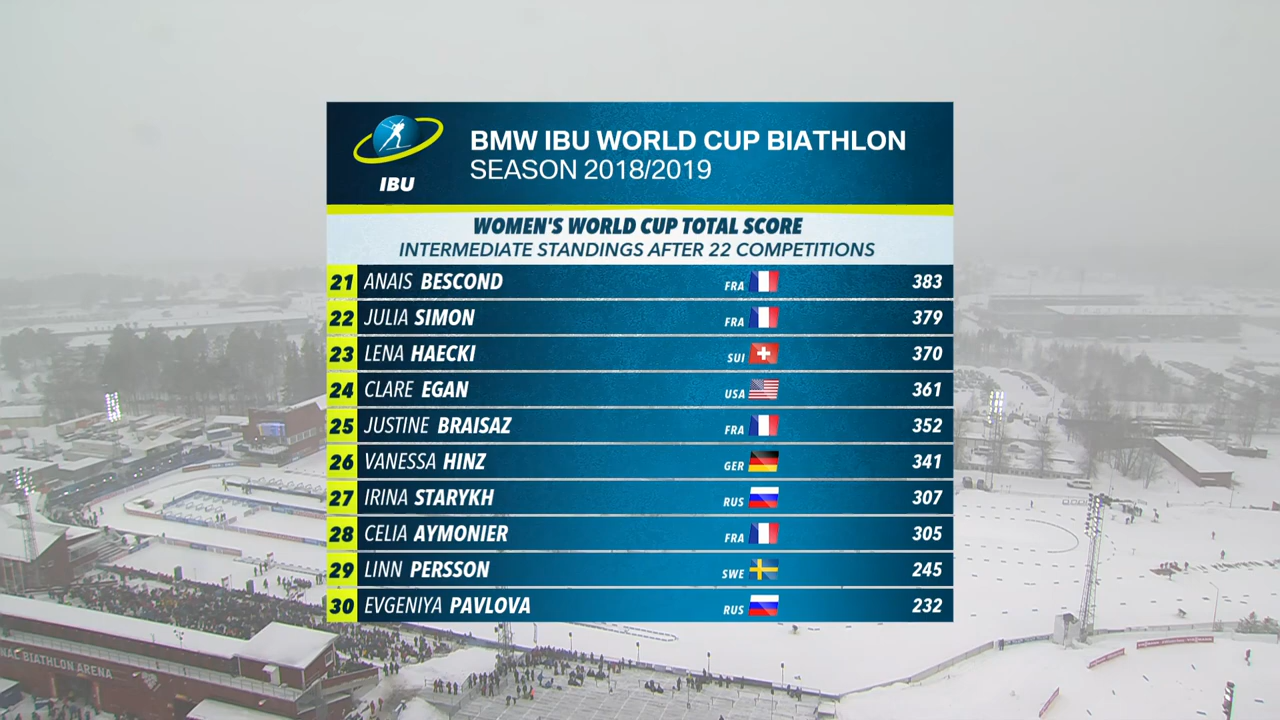 BMW IBU WORLD CUP BIATHLON
SEASON 2018/2019
IBU
WOMEN'S WORLD CUP TOTAL SCORE
INTERMEDIATE STANDINGS AFTER 22 COMPETITIONS
21 ANAIS BESCOND FRA 383
22 JULIA SIMON FRA 379
23 LENA HAECKI SUI 370
24 CLARE EGAN USA 361
25 JUSTINE BRAISAZ FRA 352
26 VANESSA HINZ GER 341
27 IRINA STARYKH RUS 307
28 CELIA AYMONIER FRA 305
29 LINN PERSSON SWE 245
30 EVGENIYA PAVLOVA RUS 232
NAL BIATHLON ARENA